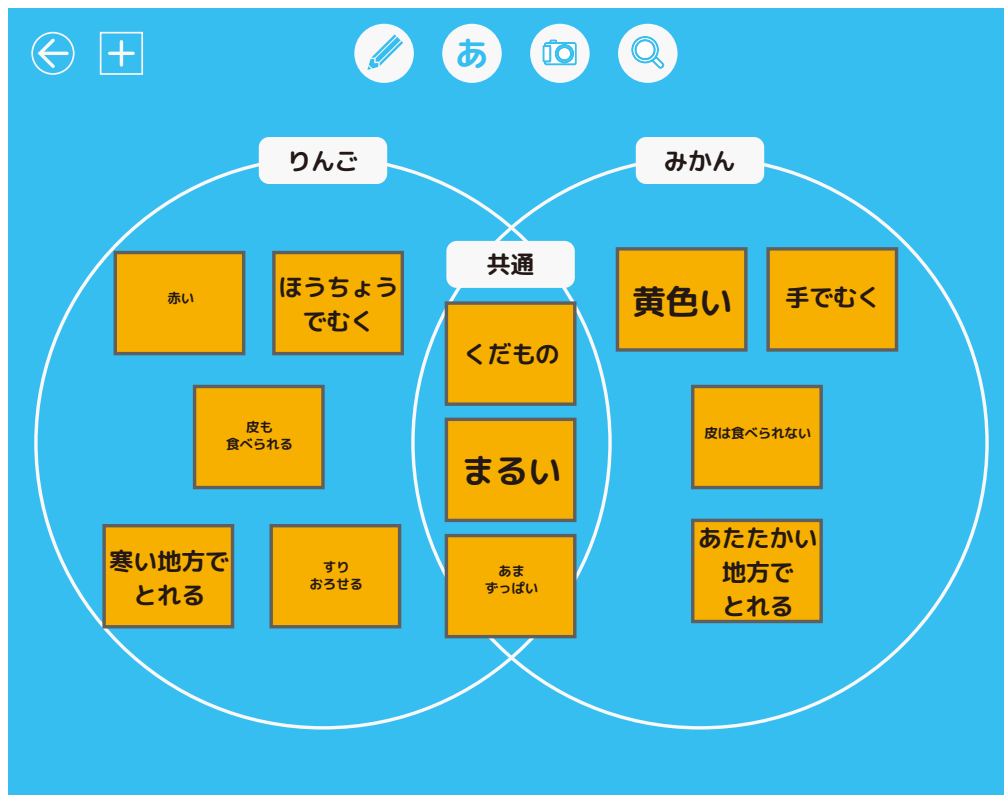 あ
りんご
みかん
共通
赤い
ほうちょう
でむく
皮も
食べられる
寒い地方で
とれる
すり
おろせる
くだもの
まるい
あま
ずっぱい
黄色い
手でむく
皮は食べられない
あたたかい
地方で
とれる